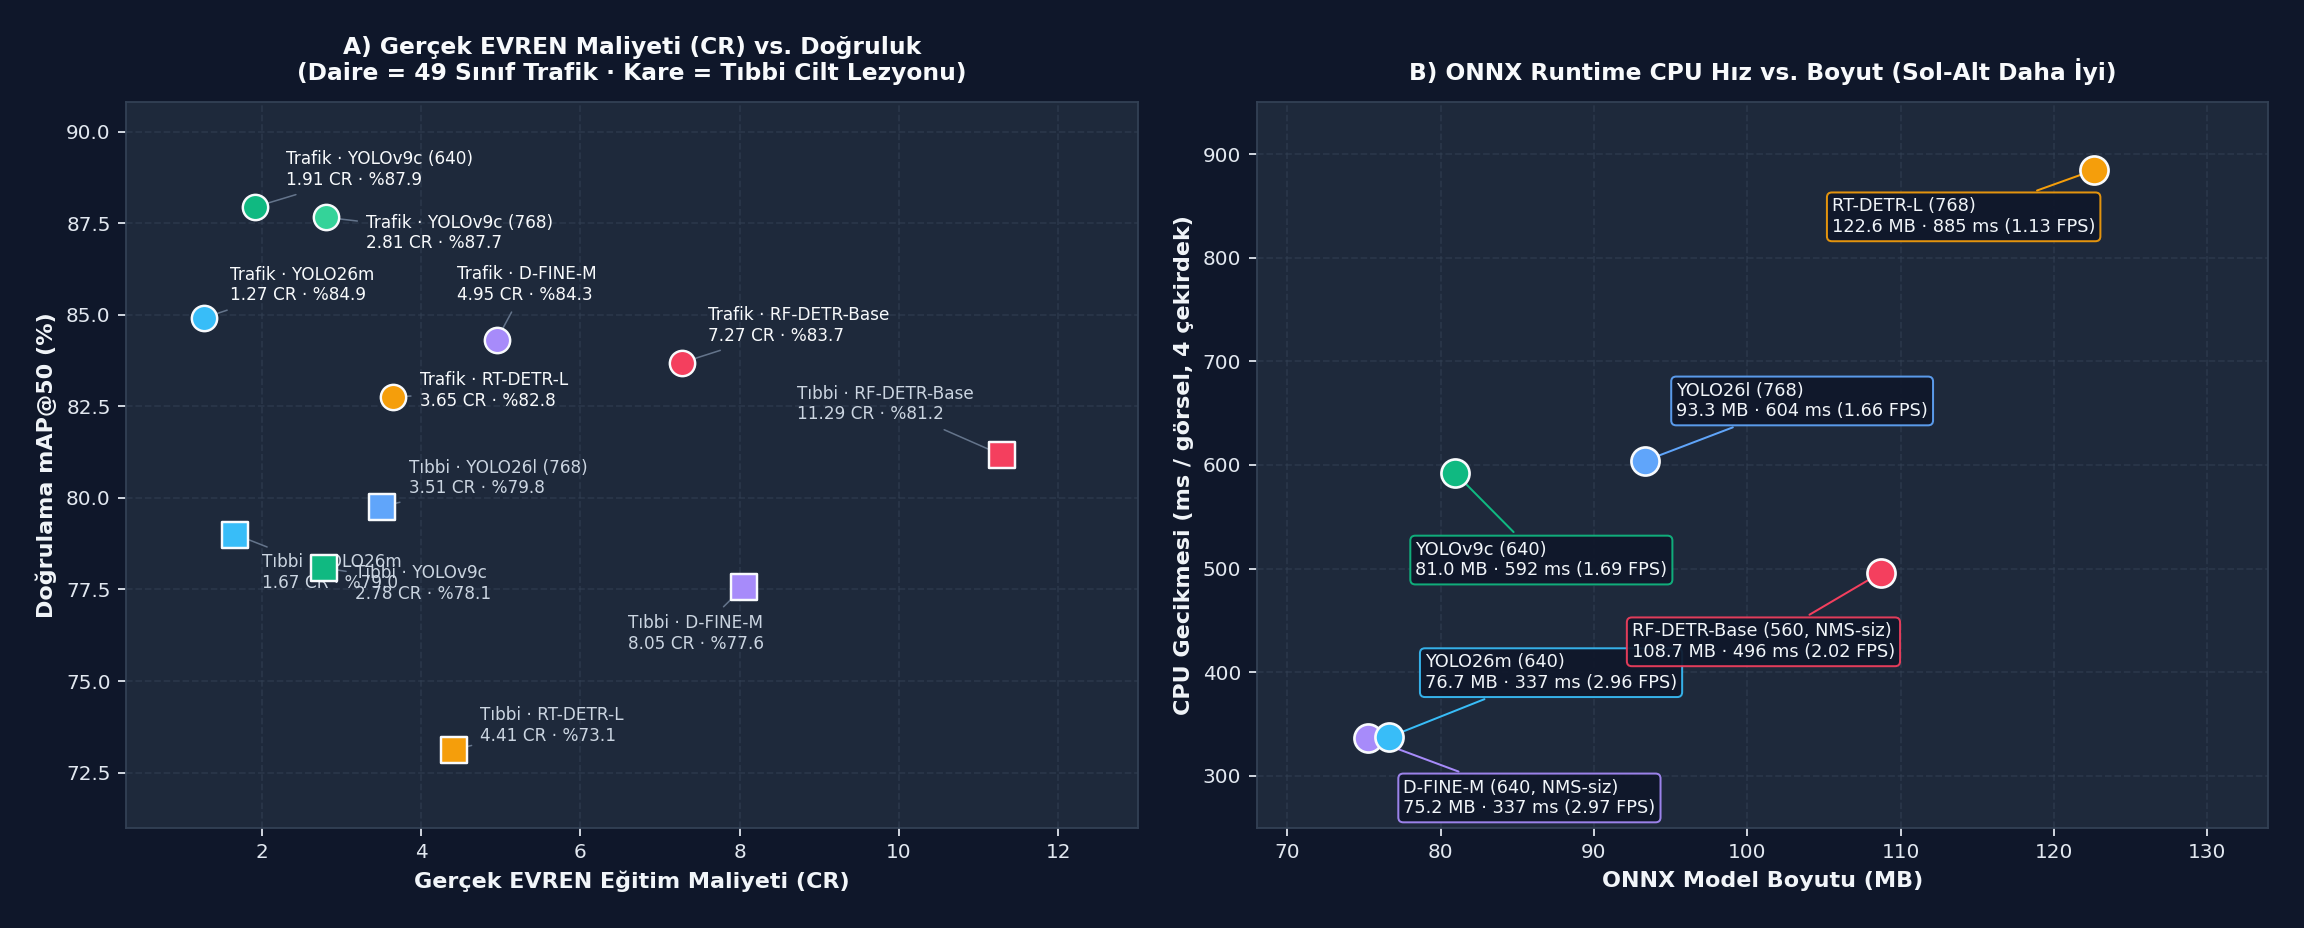 A) Gerçek EVREN Maliyeti (CR) vs. Doğruluk
(Daire = 49 Sınıf Trafik · Kare = Tıbbi Cilt Lezyonu)
Doğrulama mAP@50 (%)
90.0
87.5
85.0
82.5
80.0
77.5
75.0
72.5
Trafik · YOLOv9c (640)
1.91 CR · %87.9
Trafik · YOLOv9c (768)
2.81 CR · %87.7
Trafik · YOLO26m
1.27 CR · %84.9
Trafik · D-FINE-M
4.95 CR · %84.3
Trafik · RF-DETR-Base
7.27 CR · %83.7
Trafik · RT-DETR-L
3.65 CR · %82.8
Tıbbi · RF-DETR-Base
11.29 CR · %81.2
Tıbbi · YOLO26l (768)
3.51 CR · %79.8
Tıbbi · YOLO26m
1.67 CR · %79.0
Tıbbi · YOLOv9c
2.78 CR · %78.1
Tıbbi · D-FINE-M
8.05 CR · %77.6
Tıbbi · RT-DETR-L
4.41 CR · %73.1
2 4 6 8 10 12
Gerçek EVREN Eğitim Maliyeti (CR)
B) ONNX Runtime CPU Hız vs. Boyut (Sol-Alt Daha İyi)
CPU Gecikmesi (ms / görsel, 4 çekirdek)
900
800
700
600
500
400
300
RT-DETR-L (768)
122.6 MB · 885 ms (1.13 FPS)
YOLO26l (768)
93.3 MB · 604 ms (1.66 FPS)
YOLOv9c (640)
81.0 MB · 592 ms (1.69 FPS)
RF-DETR-Base (560, NMS-siz)
108.7 MB · 496 ms (2.02 FPS)
YOLO26m (640)
76.7 MB · 337 ms (2.96 FPS)
D-FINE-M (640, NMS-siz)
75.2 MB · 337 ms (2.97 FPS)
70 80 90 100 110 120 130
ONNX Model Boyutu (MB)